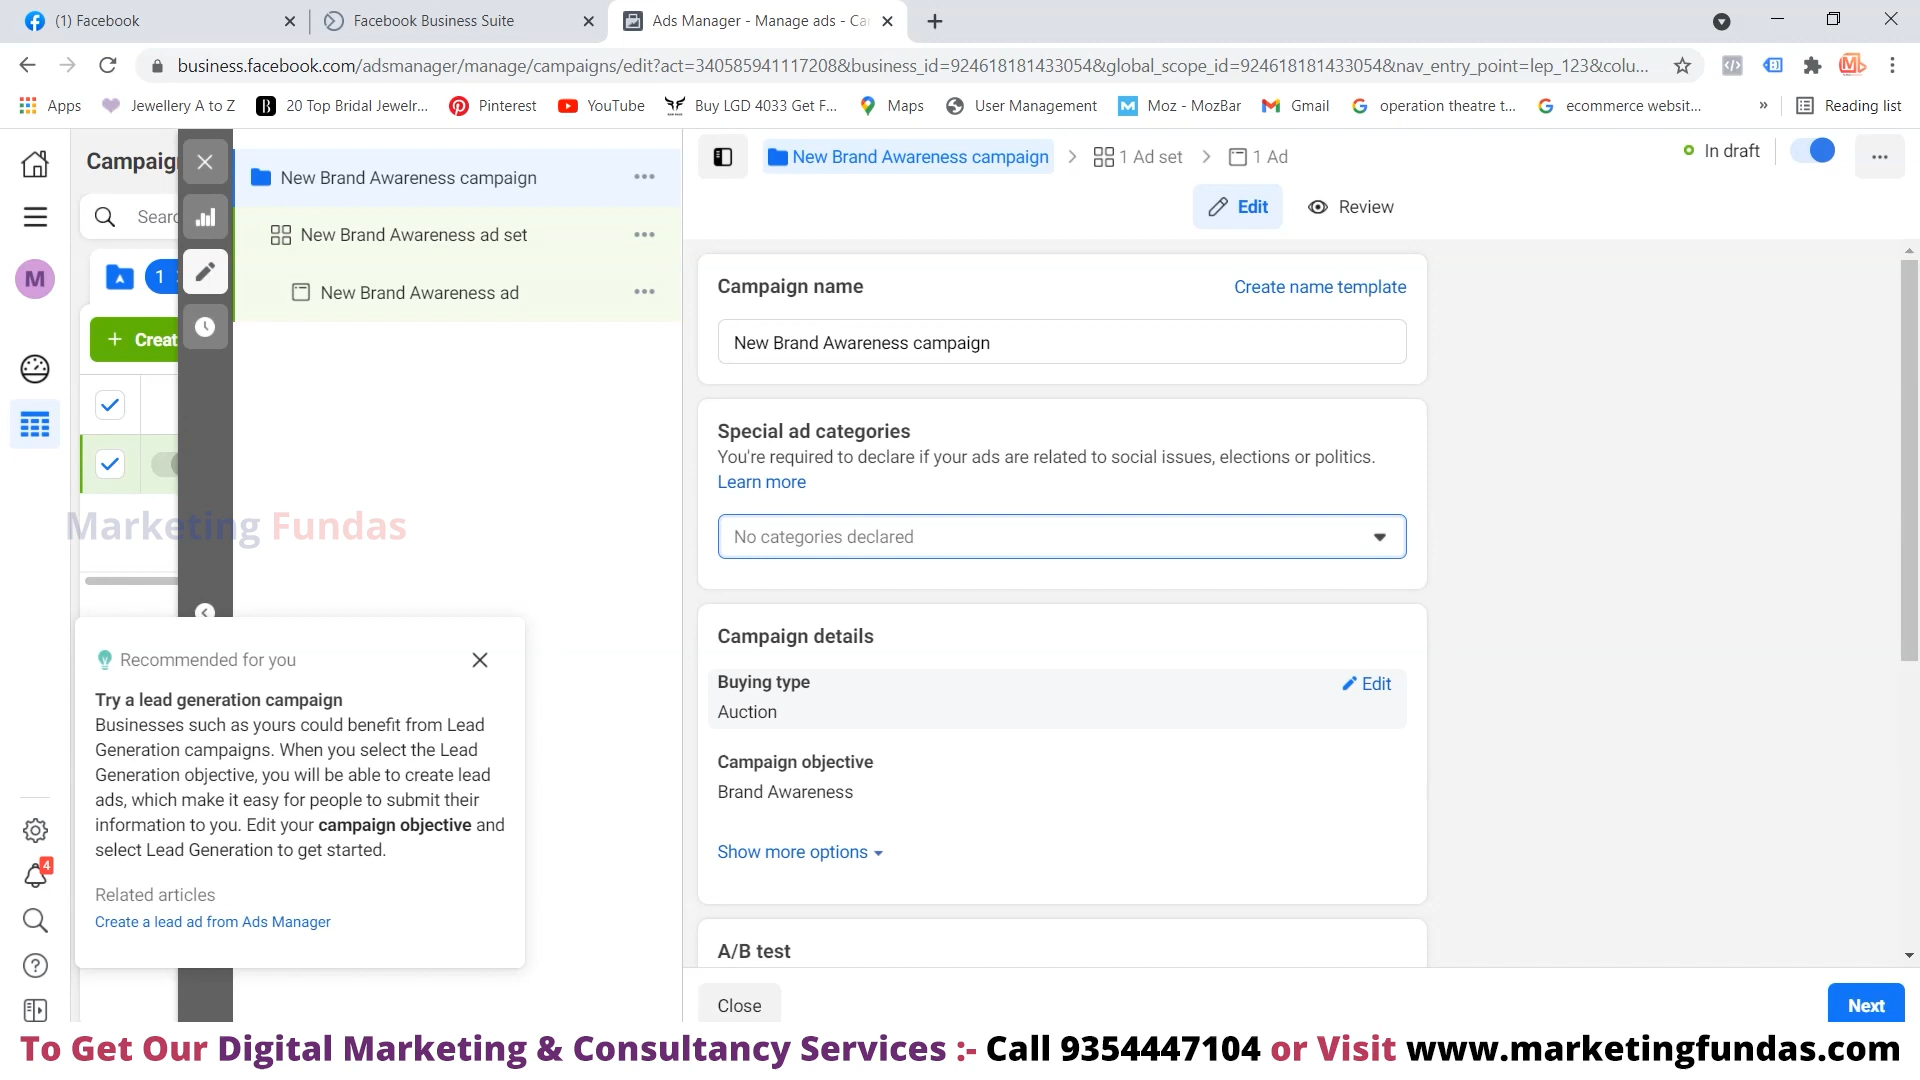 (1) Facebook
Facebook Business Suite
Ads Manager - Manage ads - Ca
business.facebook.com/adsmanager/manage/campaigns/edit?act=340585941117208&business_id=924618181433054&global_scope_id=924618181433054&nav_entry_point=lep_123&colu...
Apps
Jewellery A to Z
20 Top Bridal Jewelr...
Pinterest
YouTube
Buy LGD 4033 Get F...
Maps
User Management
Moz - MozBar
Gmail
operation theatre t...
ecommerce websit...
»
Reading list
Campaig
Sear
M
1
+ Creat
New Brand Awareness campaign
New Brand Awareness ad set
New Brand Awareness ad
New Brand Awareness campaign
1 Ad set
1 Ad
In draft
Edit
Review
Campaign name
Create name template
New Brand Awareness campaign
Special ad categories
You're required to declare if your ads are related to social issues, elections or politics.
Learn more
No categories declared
Campaign details
Buying type
Edit
Auction
Campaign objective
Brand Awareness
Show more options
A/B test
Close
Next
Marketing Fundas
Recommended for you
Try a lead generation campaign
Businesses such as yours could benefit from Lead
Generation campaigns. When you select the Lead
Generation objective, you will be able to create lead
ads, which make it easy for people to submit their
information to you. Edit your campaign objective and
select Lead Generation to get started.
Related articles
Create a lead ad from Ads Manager
4
To Get Our Digital Marketing & Consultancy Services :- Call 9354447104 or Visit www.marketingfundas.com